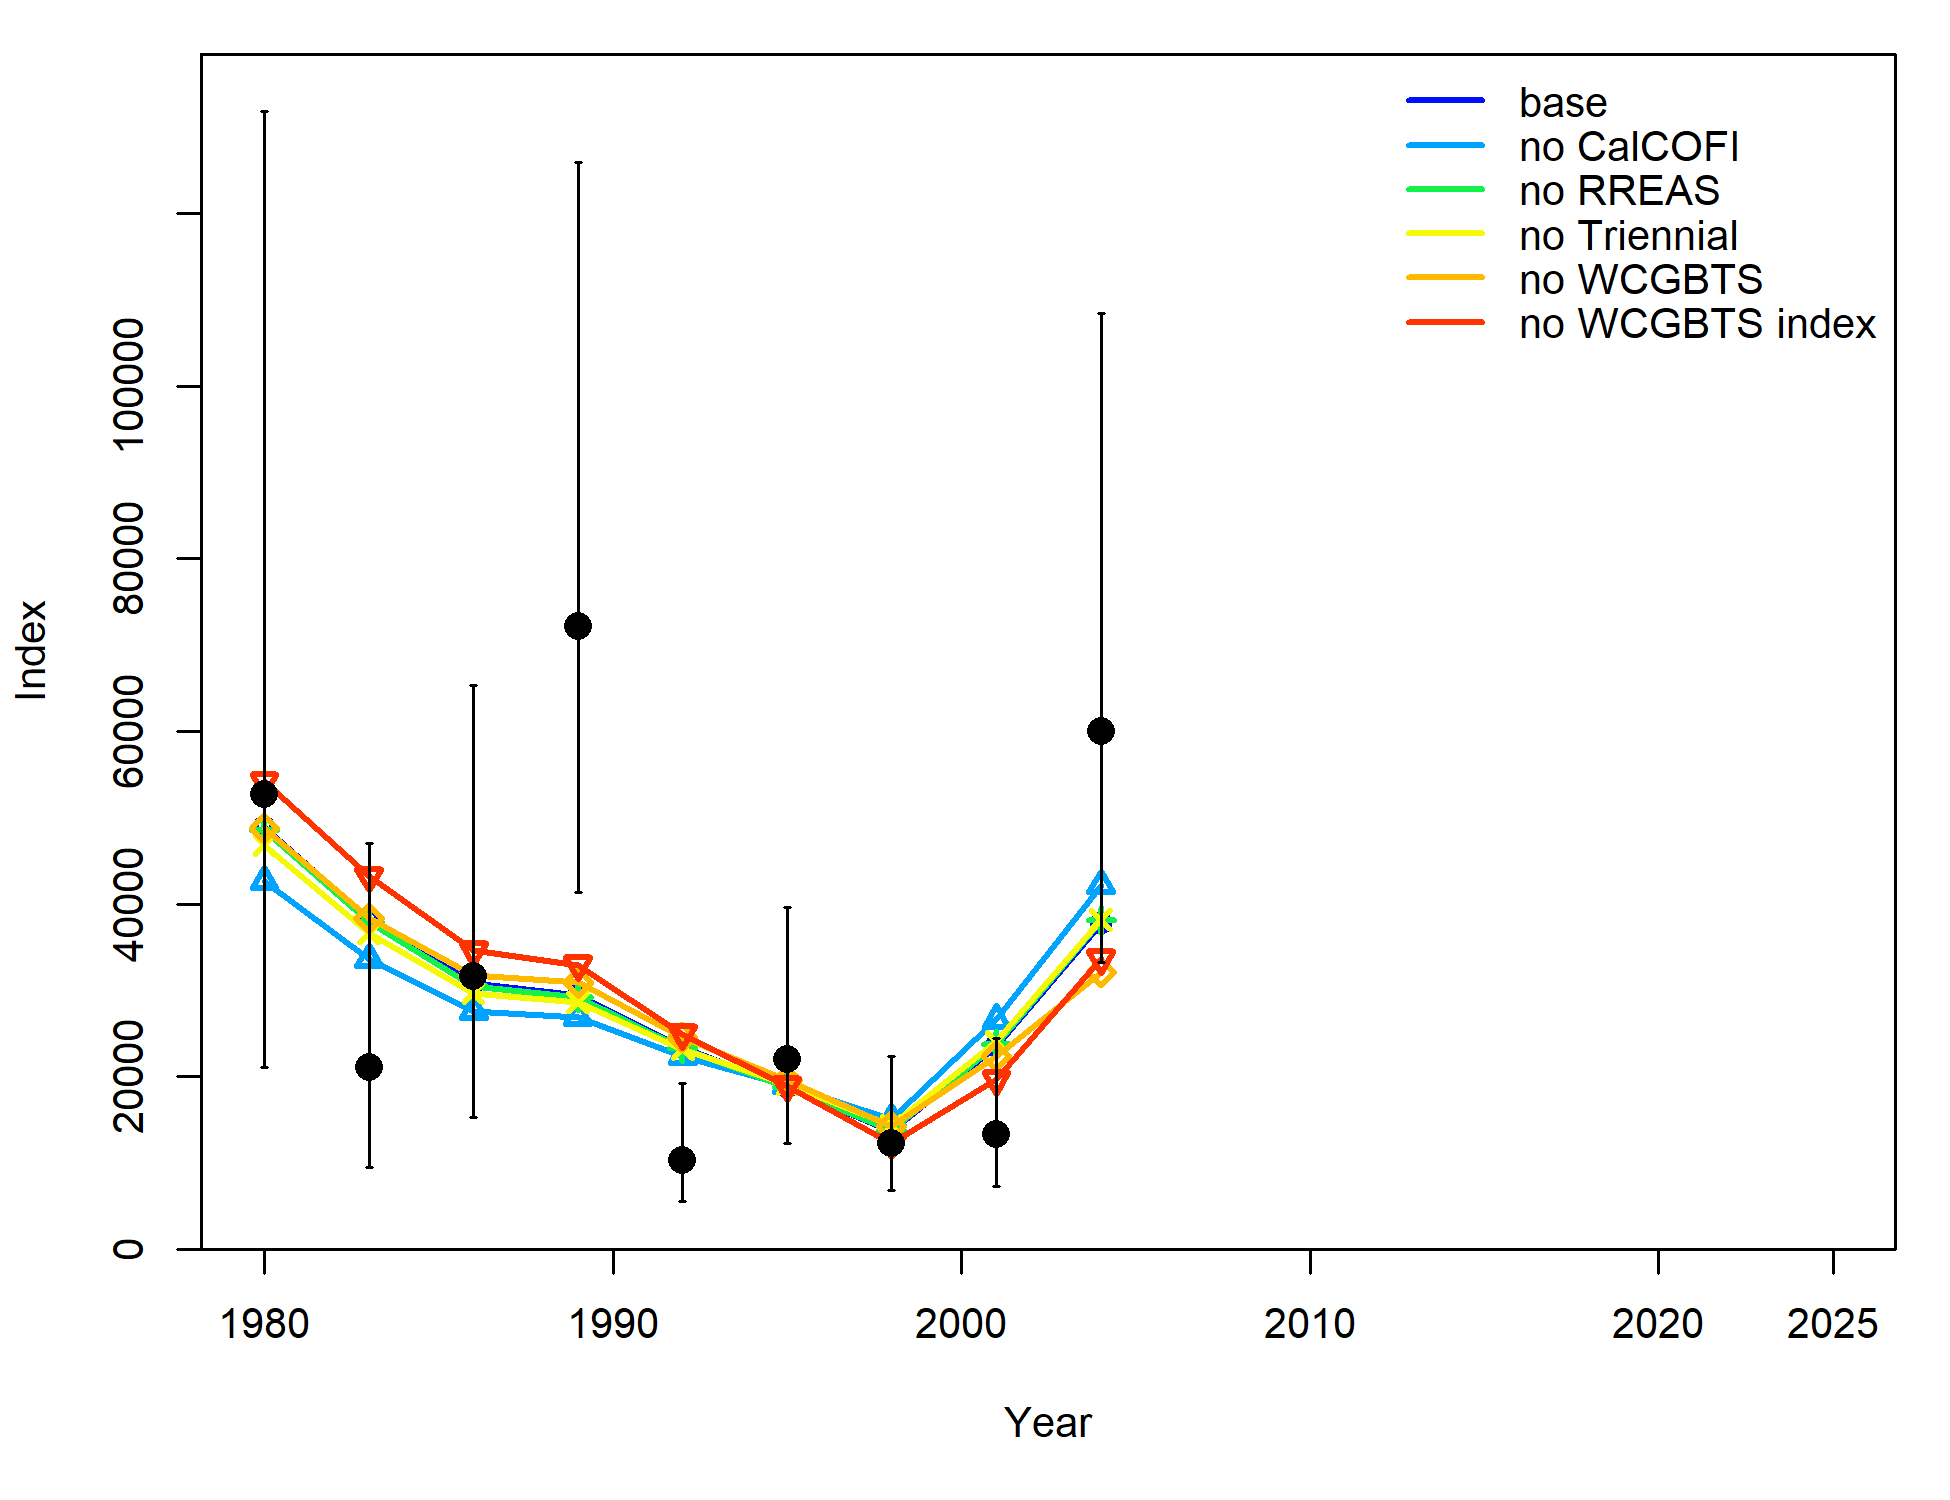 base
no CalCOFI
no RREAS
no Triennial
no WCGBTS
no WCGBTS index
Index
100000
80000
60000
40000
20000
0
1980 1990 2000 2010 2020 2025
Year